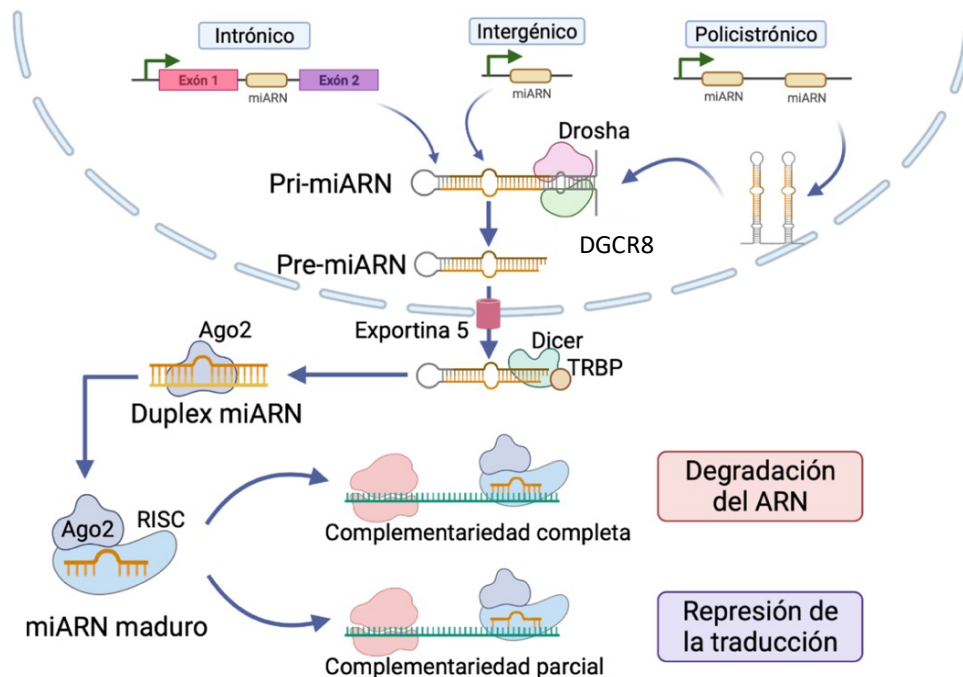 Intrónico
Intergénico
Policistrónico
Exón 1
miARN
Exón 2
miARN
miARN
miARN
Drosha
Pri-miARN
DGCR8
Pre-miARN
Exportina 5
Ago2
Dicer
TRBP
Duplex miARN
Ago2
RISC
miARN maduro
Complementariedad completa
Degradación
del ARN
Complementariedad parcial
Represión de
la traducción